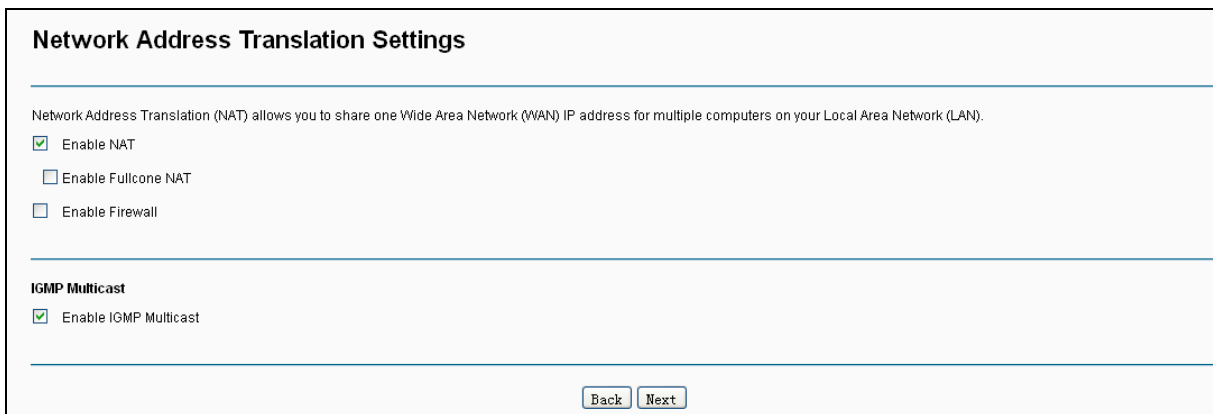 Network Address Translation Settings
Network Address Translation (NAT) allows you to share one Wide Area Network (WAN) IP address for multiple computers on your Local Area Network (LAN).
Enable NAT
Enable Fullcone NAT
Enable Firewall
IGMP Multicast
Enable IGMP Multicast
Back Next